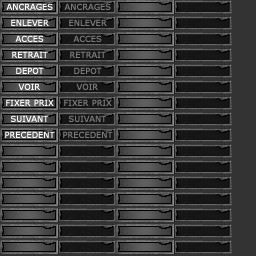 ANCRAGES ANCRAGES
ENLEVER ENLEVER
ACCES ACCES
RETRAIT RETRAIT
DEPOT DEPOT
VOIR VOIR
FIXER PRIX FIXER PRIX
SUIVANT SUIVANT
PRECEDENT PRECEDENT